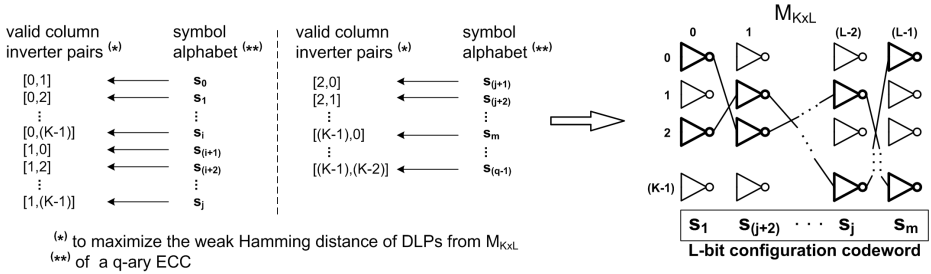 valid column inverter pairs (*)
symbol alphabet (**)
[0,1] s0
[0,2] s1
⋮ ⋮
[0,(K-1)] si
[1,0] s(i+1)
[1,2] s(i+2)
⋮ ⋮
[1,(K-1)] sj
valid column inverter pairs (*)
symbol alphabet (**)
[2,0] s(j+1)
[2,1] s(j+2)
⋮ ⋮
[(K-1),0] sm
⋮ ⋮
[(K-1),(K-2)] s(q-1)
(*) to maximize the weak Hamming distance of DLPs from MKxL
(**) of a q-ary ECC
MKxL
0 1 (L-2) (L-1)
0
1
2
(K-1)
s1 s(j+2) · · · sj sm
L-bit configuration codeword